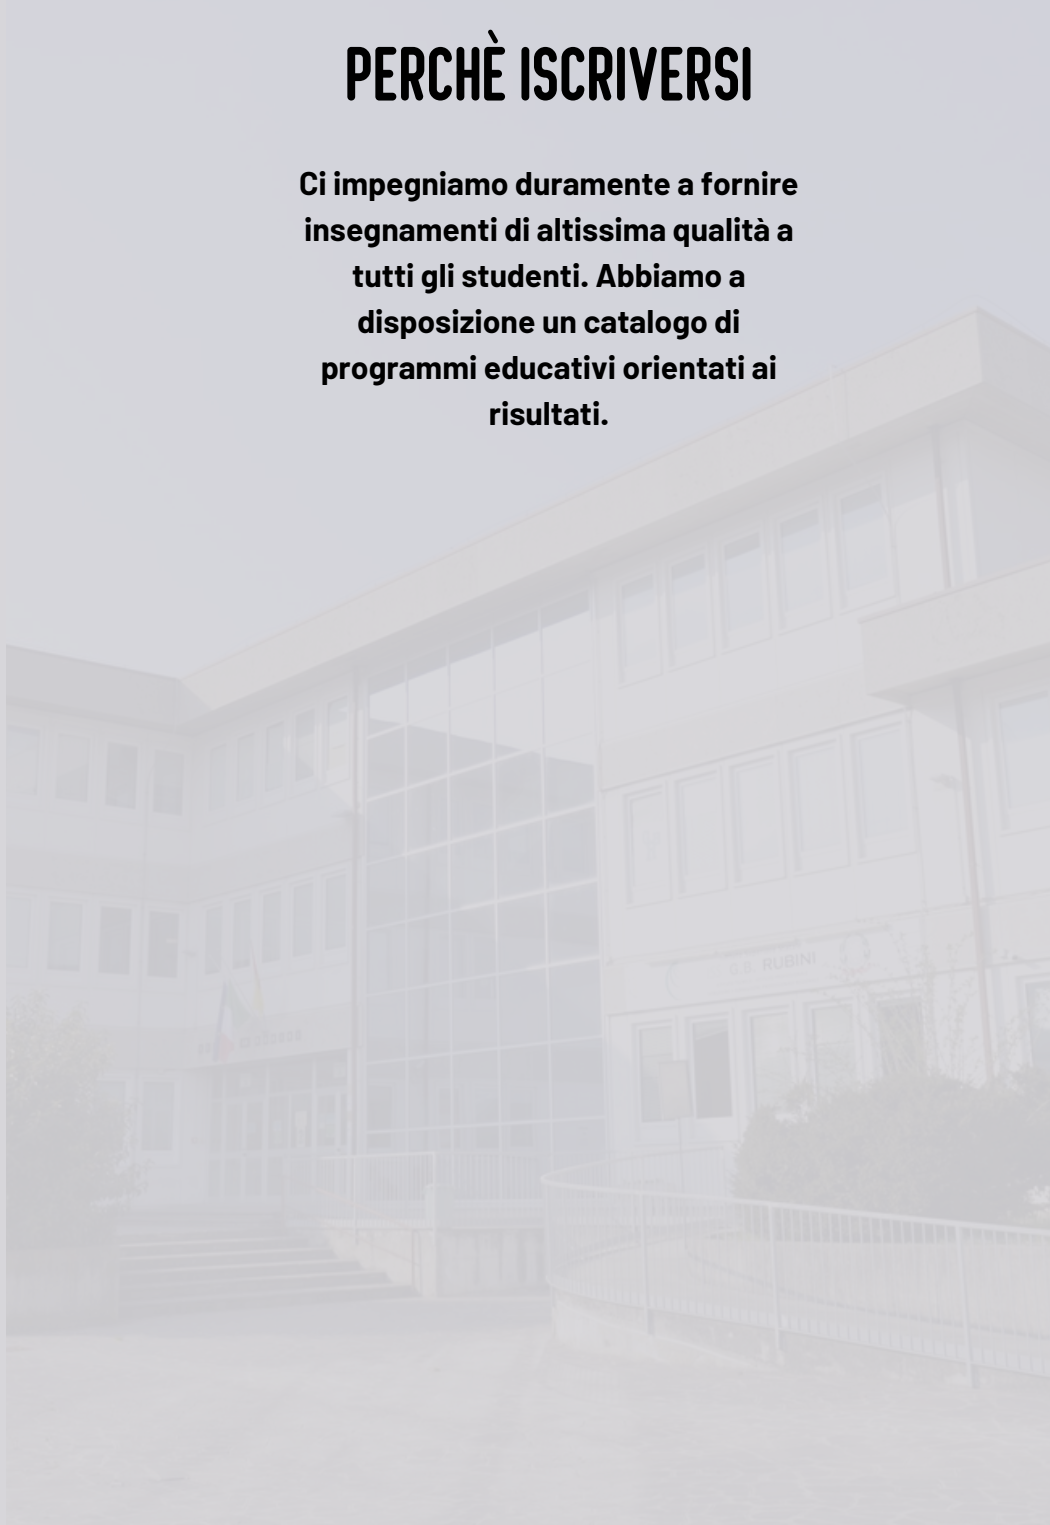 PERCHÈ ISCRIVERSI
Ci impegniamo duramente a fornire
insegnamenti di altissima qualità a
tutti gli studenti. Abbiamo a
disposizione un catalogo di
programmi educativi orientati ai
risultati.
G.B. RUBINI